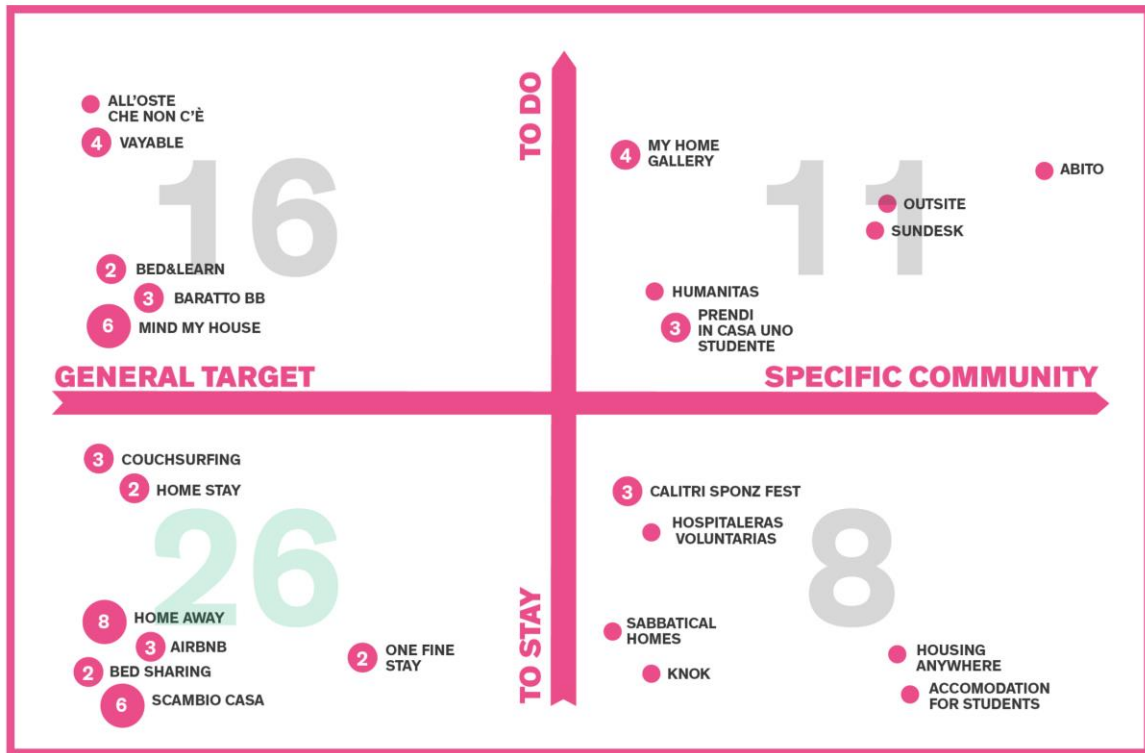 TO DO
ALL'OSTE
CHE NON C'È
4 VAYABLE
16
2 BED&LEARN
3 BARATTO BB
6 MIND MY HOUSE
4 MY HOME
GALLERY
11
ABITO
OUTSITE
SUNDESK
HUMANITAS
3 PRENDI
IN CASA UNO
STUDENTE
GENERAL TARGET
SPECIFIC COMMUNITY
3 COUCHSURFING
2 HOME STAY
26
8 HOME AWAY
3 AIRBNB
2 BED SHARING
6 SCAMBIO CASA
2 ONE FINE
STAY
TO STAY
3 CALITRI SPONZ FEST
HOSPITALERAS
VOLUNTARIAS
8
SABBATICAL
HOMES
KNOK
HOUSING
ANYWHERE
ACCOMODATION
FOR STUDENTS